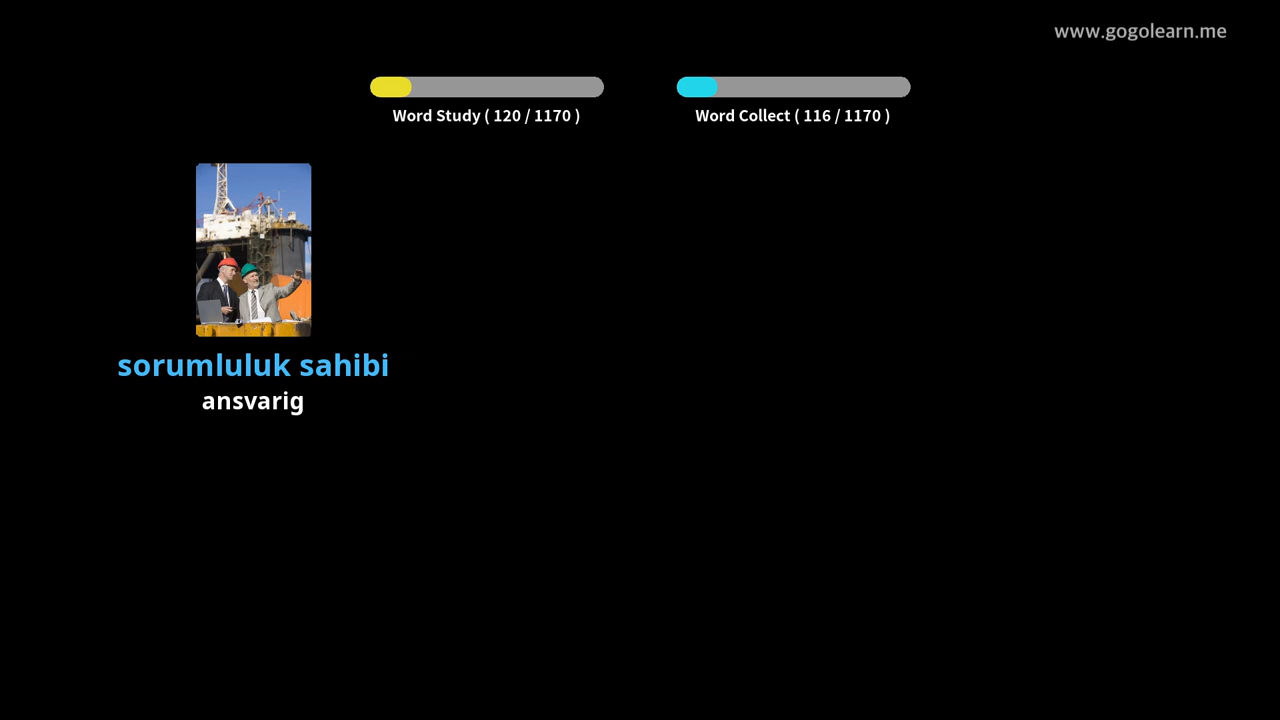 www.gogolearn.me
Word Study ( 120 / 1170 )
Word Collect ( 116 / 1170 )
sorumluluk sahibi
ansvarig